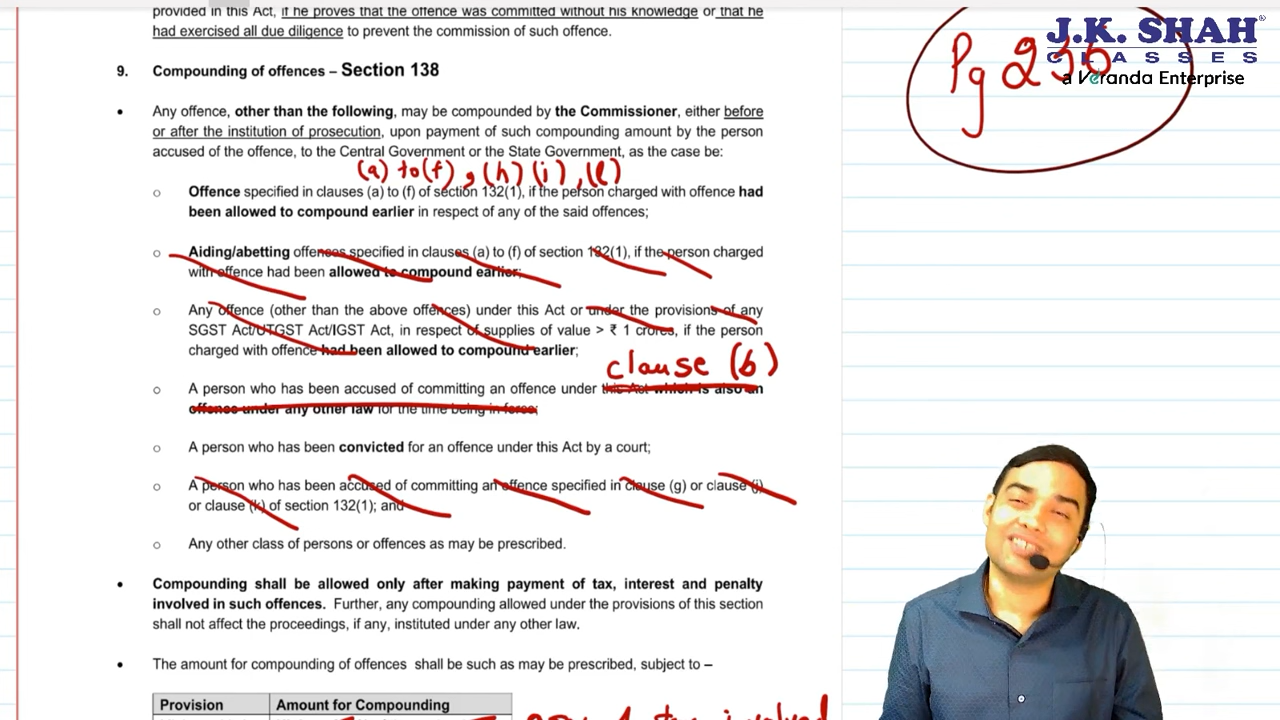 provided in this Act, if he proves that the offence was committed without his knowledge or that he
had exercised all due diligence to prevent the commission of such offence.
Pg 236
J.K. SHAH®
CLASSES
a Veranda Enterprise
9. Compounding of offences – Section 138
• Any offence, other than the following, may be compounded by the Commissioner, either before
or after the institution of prosecution, upon payment of such compounding amount by the person
accused of the offence, to the Central Government or the State Government, as the case be:
(a) to (f), (h) (i), (l)
o Offence specified in clauses (a) to (f) of section 132(1), if the person charged with offence had
been allowed to compound earlier in respect of any of the said offences;
o Aiding/abetting offences specified in clauses (a) to (f) of section 132(1), if the person charged
with offence had been allowed to compound earlier;
o Any offence (other than the above offences) under this Act or under the provisions of any
SGST Act/UTGST Act/IGST Act, in respect of supplies of value > ₹ 1 crores, if the person
charged with offence had been allowed to compound earlier;
clause (b)
o A person who has been accused of committing an offence under this Act which is also an
offence under any other law for the time being in force;
o A person who has been convicted for an offence under this Act by a court;
o A person who has been accused of committing an offence specified in clause (g) or clause (j)
or clause (k) of section 132(1); and
o Any other class of persons or offences as may be prescribed.
• Compounding shall be allowed only after making payment of tax, interest and penalty
involved in such offences. Further, any compounding allowed under the provisions of this section
shall not affect the proceedings, if any, instituted under any other law.
• The amount for compounding of offences shall be such as may be prescribed, subject to –
Provision Amount for Compounding
involved